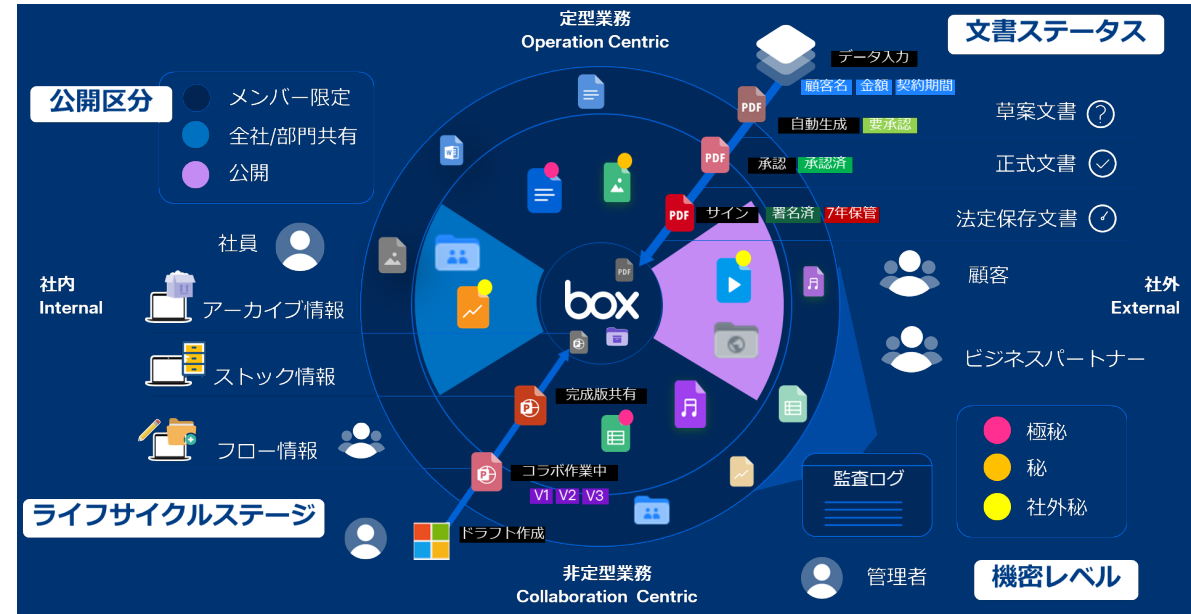 定型業務
Operation Centric
文書ステータス
公開区分
メンバー限定
全社/部門共有
公開
データ入力
顧客名 金額 契約期間
PDF
自動生成 要承認
草案文書
PDF
承認 承認済
正式文書
PDF
サイン 署名済 7年保管
法定保存文書
社員
社内
Internal
アーカイブ情報
PDF
box
顧客
社外
External
ストック情報
ビジネスパートナー
完成版共有
フロー情報
コラボ作業中
V1 V2 V3
極秘
秘
社外秘
監査ログ
ライフサイクルステージ
ドラフト作成
非定型業務
Collaboration Centric
管理者
機密レベル